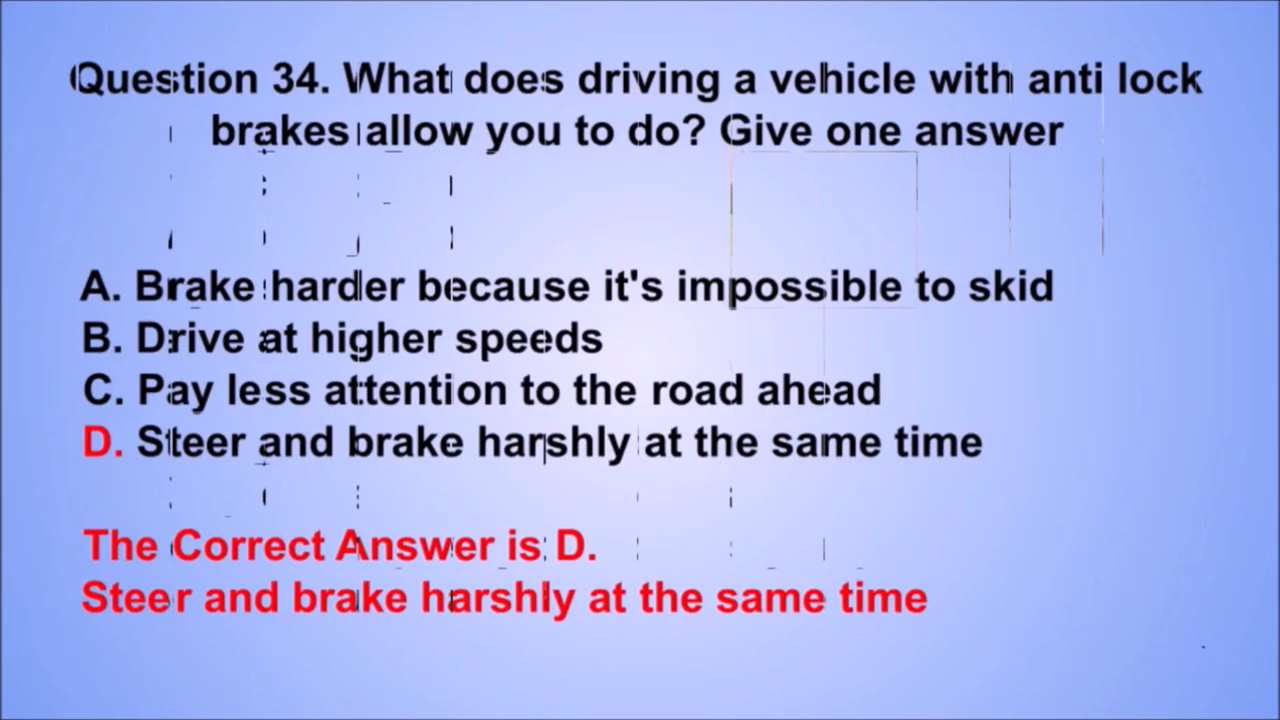 Question 34. What does driving a vehicle with anti lock
brakes allow you to do? Give one answer
A. Brake harder because it's impossible to skid
B. Drive at higher speeds
C. Pay less attention to the road ahead
D. Steer and brake harshly at the same time
The Correct Answer is D.
Steer and brake harshly at the same time